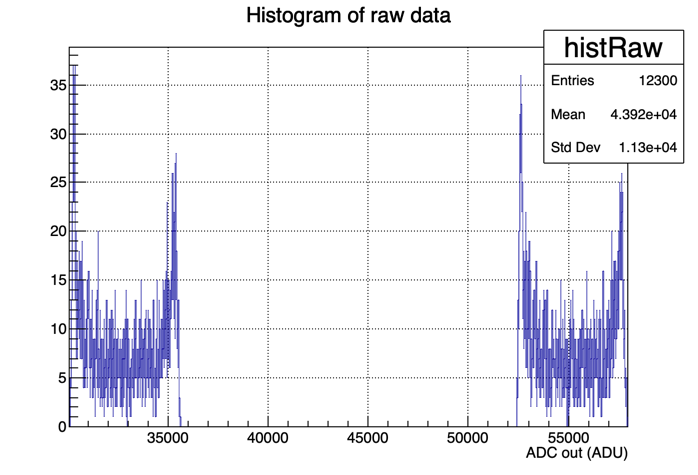 Histogram of raw data
histRaw
Entries 12300
Mean 4.392e+04
Std Dev 1.13e+04
35
30
25
20
15
10
5
0
35000 40000 45000 50000 55000
ADC out (ADU)